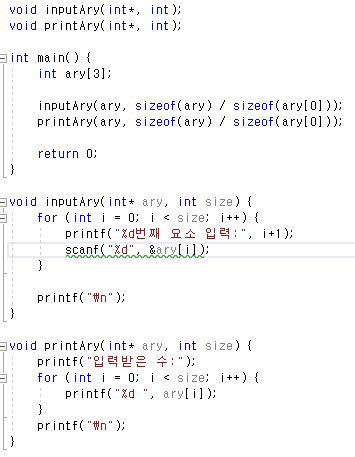 void inputAry(int*, int);
void printAry(int*, int);
int main() {
int ary[3];
inputAry(ary, sizeof(ary) / sizeof(ary[0]));
printAry(ary, sizeof(ary) / sizeof(ary[0]));
return 0;
}
void inputAry(int* ary, int size) {
for (int i = 0; i < size; i++) {
printf("%d번째 요소 입력:", i+1);
scanf("%d", &ary[i]);
}
printf("₩n");
}
void printAry(int* ary, int size) {
printf("입력받은 수:");
for (int i = 0; i < size; i++) {
printf("%d ", ary[i]);
}
printf("₩n");
}